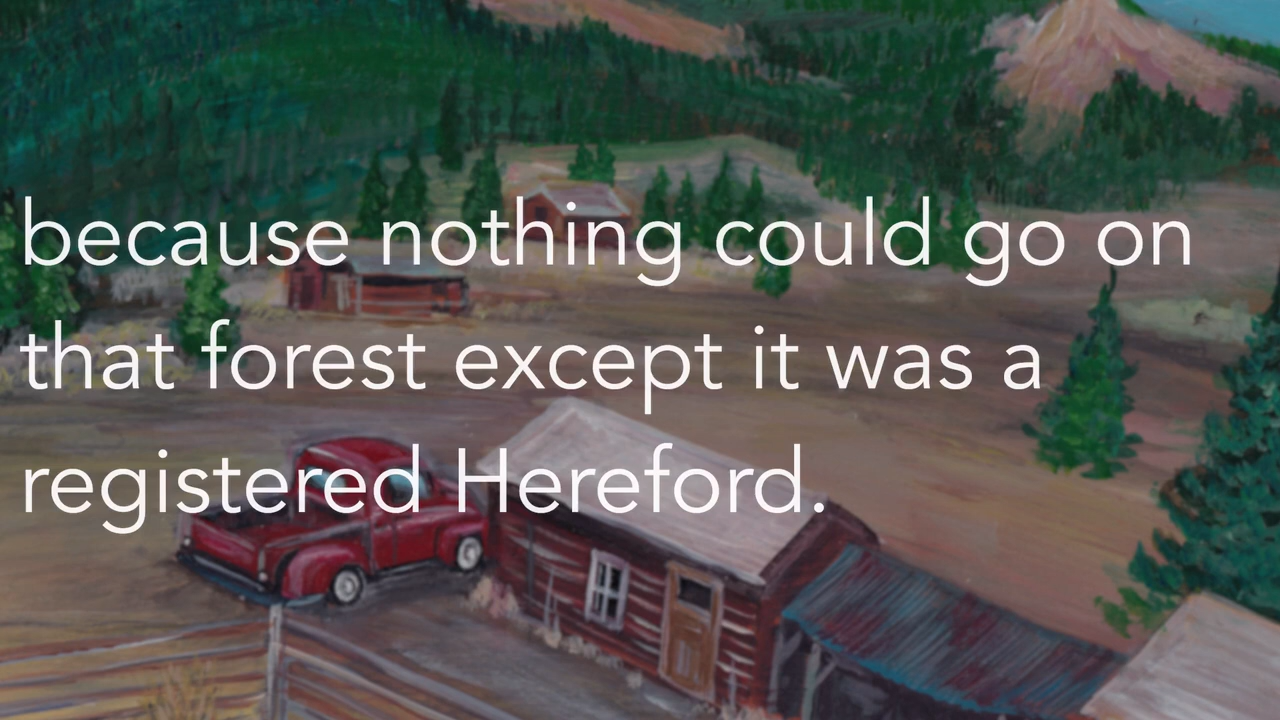 because nothing could go on
that forest except it was a
registered Hereford.